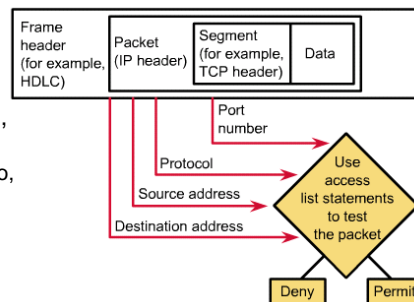 Frame
header
(for example,
HDLC)
Packet
(IP header)
Segment
(for example,
TCP header)
Data
,
o,
Port
number
Protocol
Source address
Destination address
Use
access
list statements
to test
the packet
Deny
Permit